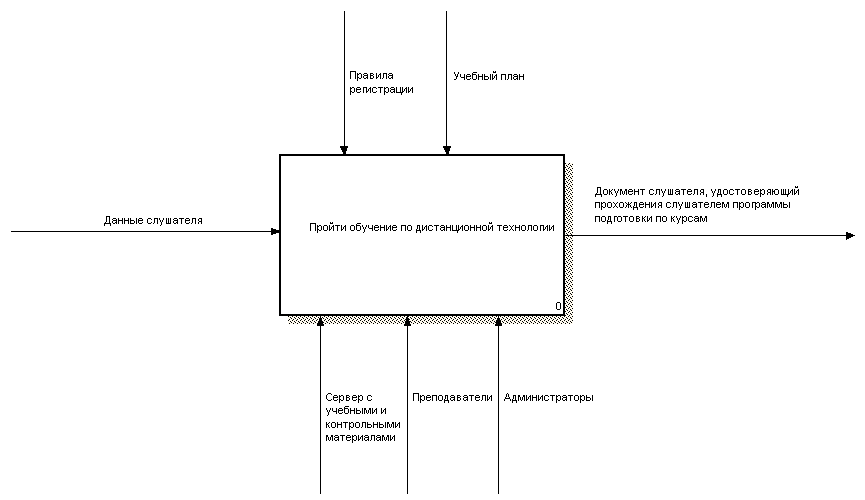 Правила
регистрации
Учебный план
Данные слушателя
Пройти обучение по дистанционной технологии
0
Документ слушателя, удостоверяющий
прохождения слушателем программы
подготовки по курсам
Сервер с
учебными и
контрольными
материалами
Преподаватели
Администраторы